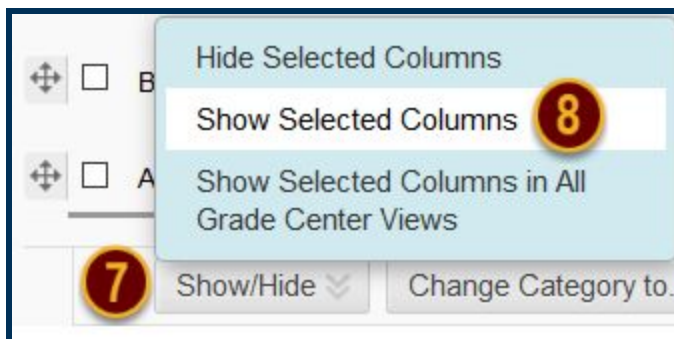 Hide Selected Columns
B
Show Selected Columns 8
A
Show Selected Columns in All
Grade Center Views
7 Show/Hide Change Category to.